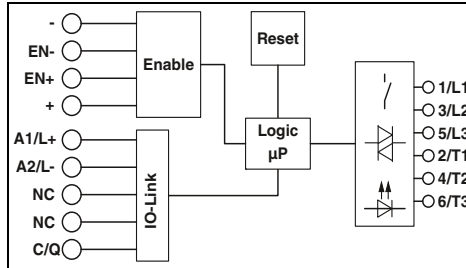 -
EN-
EN+
+
Enable
Reset
A1/L+
A2/L-
NC
NC
C/Q
IO-Link
Logic
µP
1/L1
3/L2
5/L3
2/T1
4/T2
6/T3